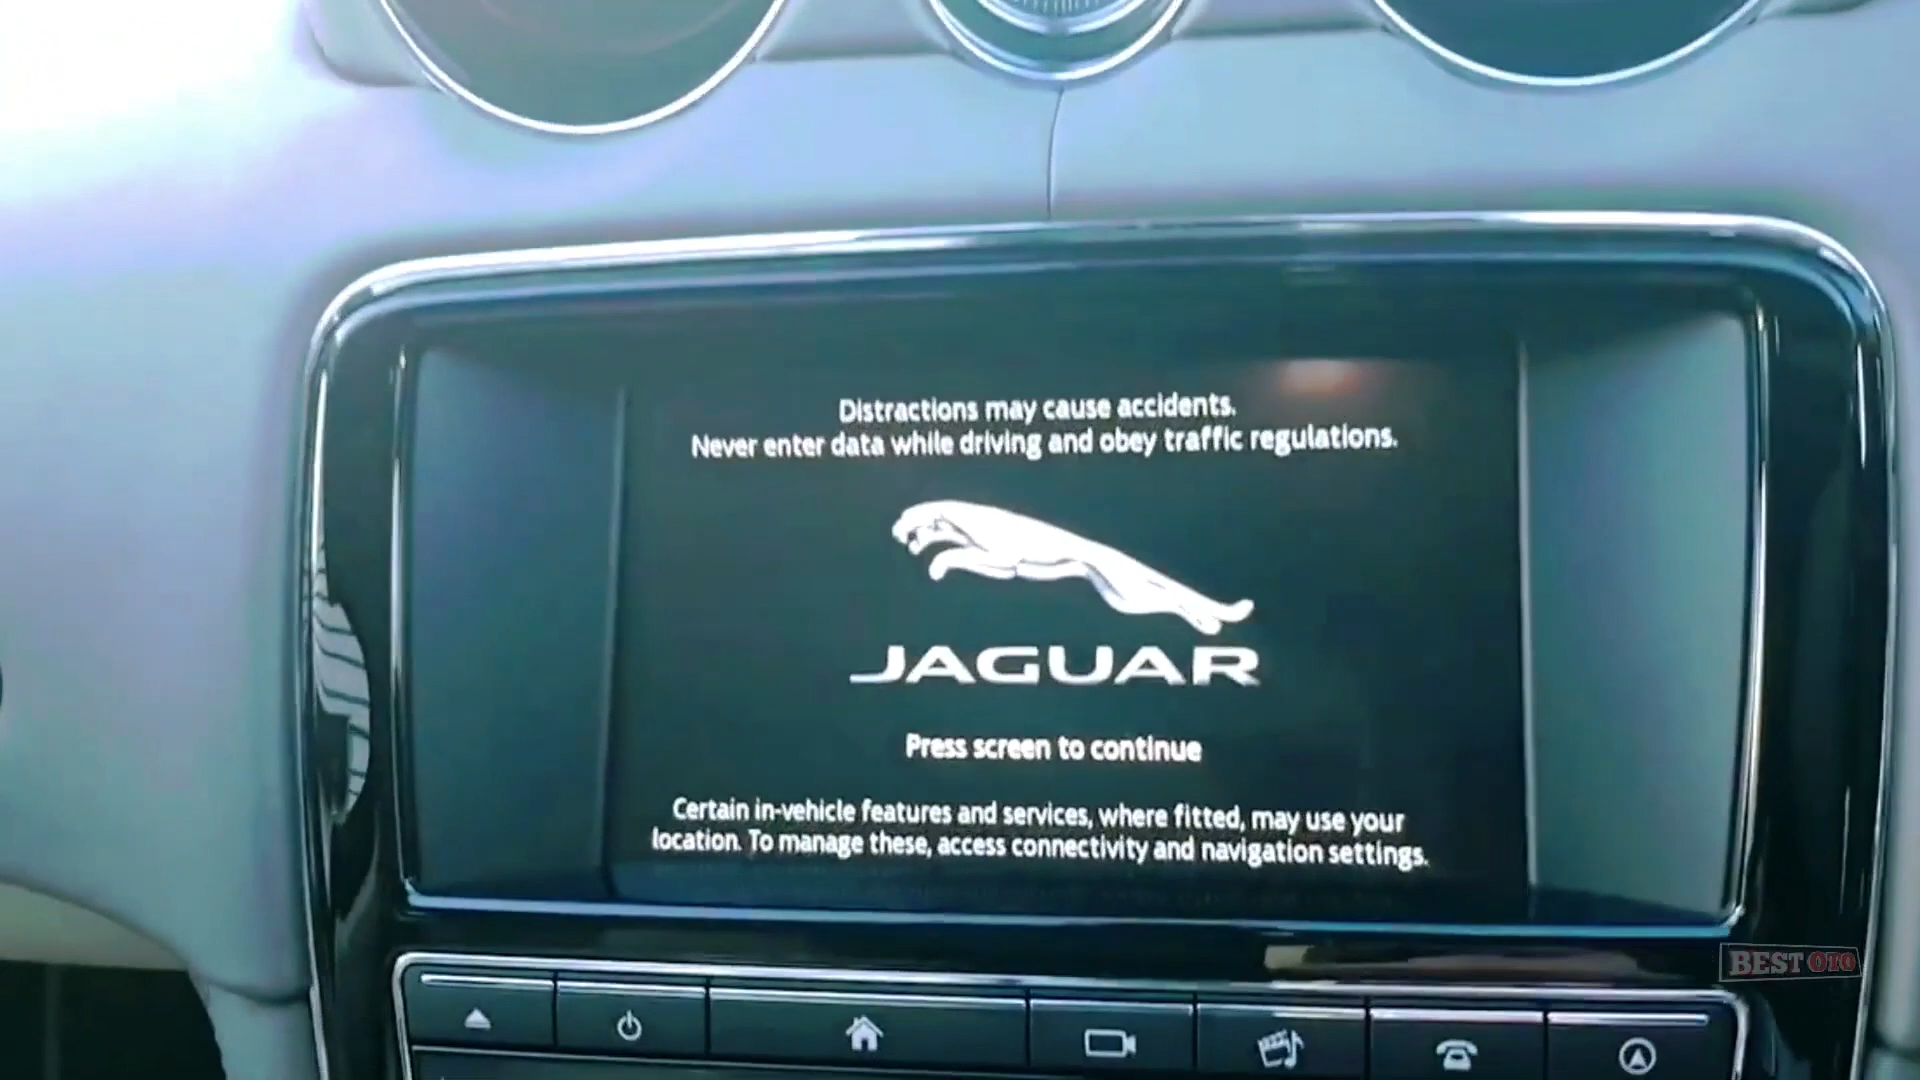 Distractions may cause accidents.
Never enter data while driving and obey traffic regulations.
JAGUAR
Press screen to continue
Certain in-vehicle features and services, where fitted, may use your
location. To manage these, access connectivity and navigation settings.
BEST OTO